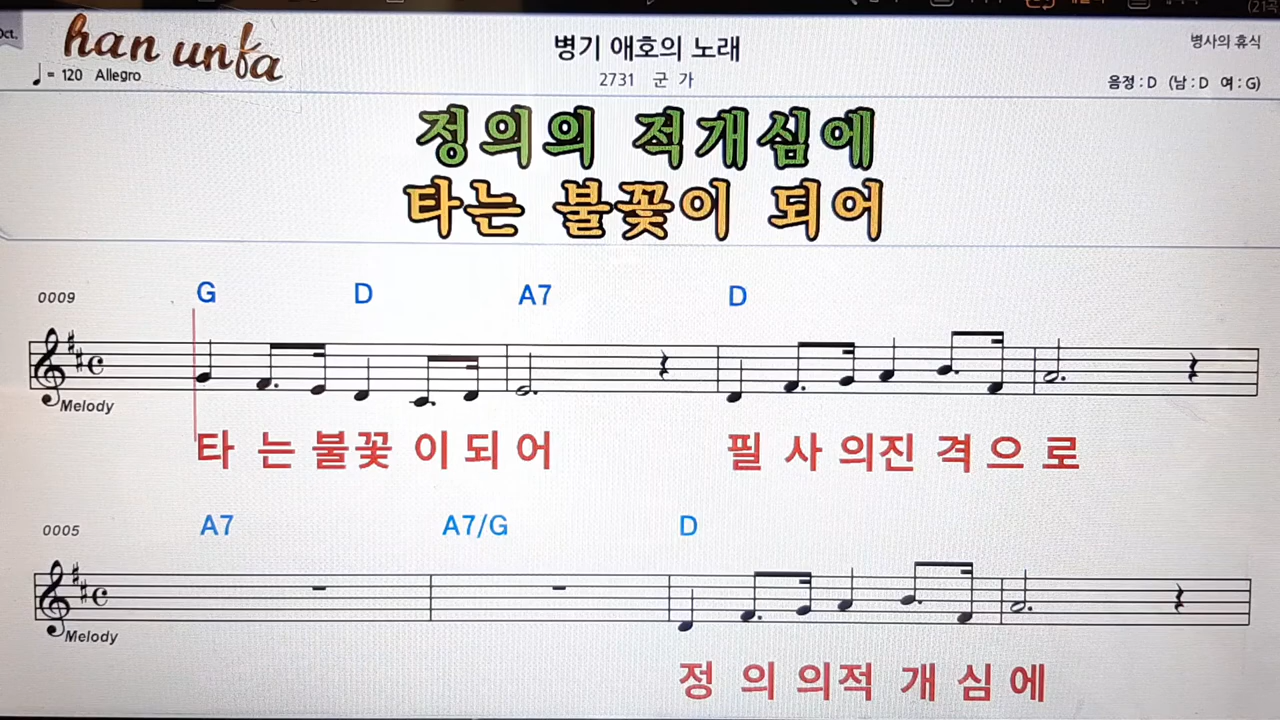 Oct.
han unfa
♩= 120 Allegro
병기 애호의 노래
2731 군 가
병사의 휴식
음정 : D (남 : D 여 : G)
정의의 적개심에
타는 불꽃이 되어
0009
G D A7 D
Melody
타 는 불꽃 이 되 어 필 사 의진 격 으 로
0005
A7 A7/G D
Melody
정 의 의적 개 심 에